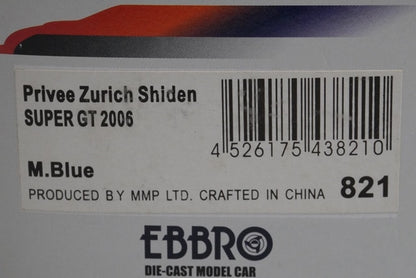 Privee Zurich Shiden
SUPER GT 2006
4 526175 438210
M.Blue
PRODUCED BY MMP LTD. CRAFTED IN CHINA 821
EBBRO
DIE-CAST MODEL CAR